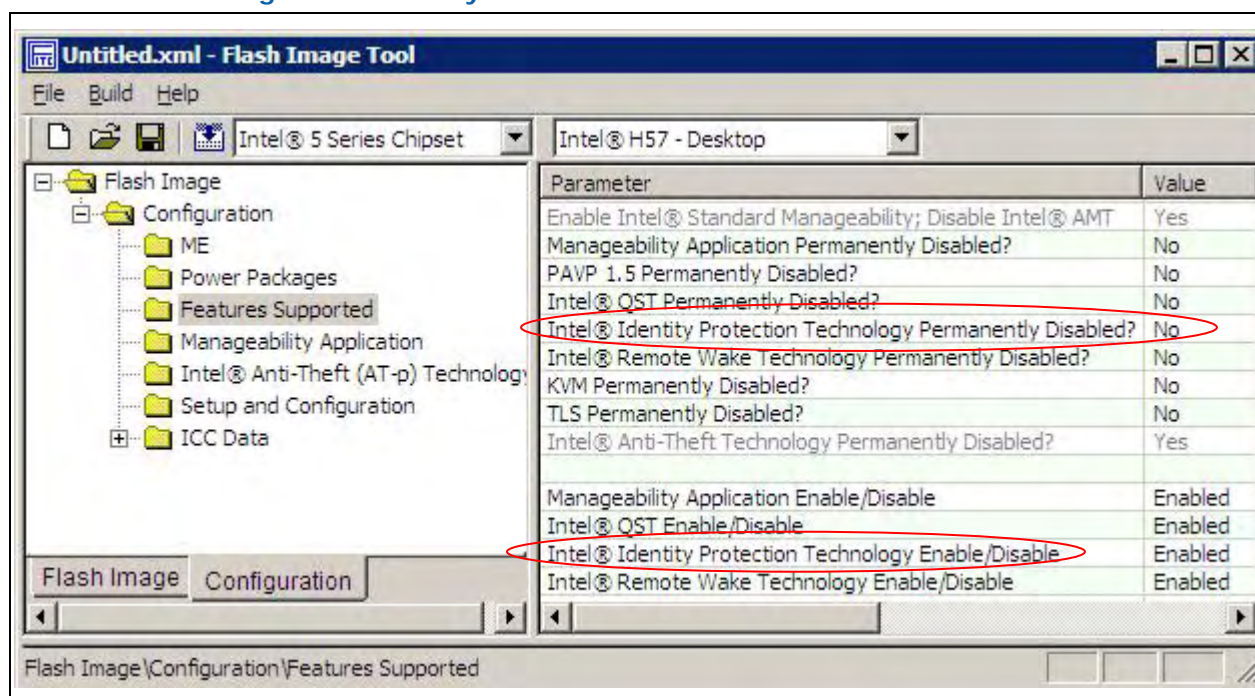 Untitled.xml - Flash Image Tool
File Build Help
Intel® 5 Series Chipset Intel® H57 - Desktop
Flash Image
Configuration
ME
Power Packages
Features Supported
Manageability Application
Intel® Anti-Theft (AT-p) Technology
Setup and Configuration
ICC Data
Flash Image Configuration
Parameter Value
Enable Intel® Standard Manageability; Disable Intel® AMT Yes
Manageability Application Permanently Disabled? No
PAVP 1.5 Permanently Disabled? No
Intel® QST Permanently Disabled? No
Intel® Identity Protection Technology Permanently Disabled? No
Intel® Remote Wake Technology Permanently Disabled? No
KVM Permanently Disabled? No
TLS Permanently Disabled? No
Intel® Anti-Theft Technology Permanently Disabled? Yes
Manageability Application Enable/Disable Enabled
Intel® QST Enable/Disable Enabled
Intel® Identity Protection Technology Enable/Disable Enabled
Intel® Remote Wake Technology Enable/Disable Enabled
Flash Image\Configuration\Features Supported